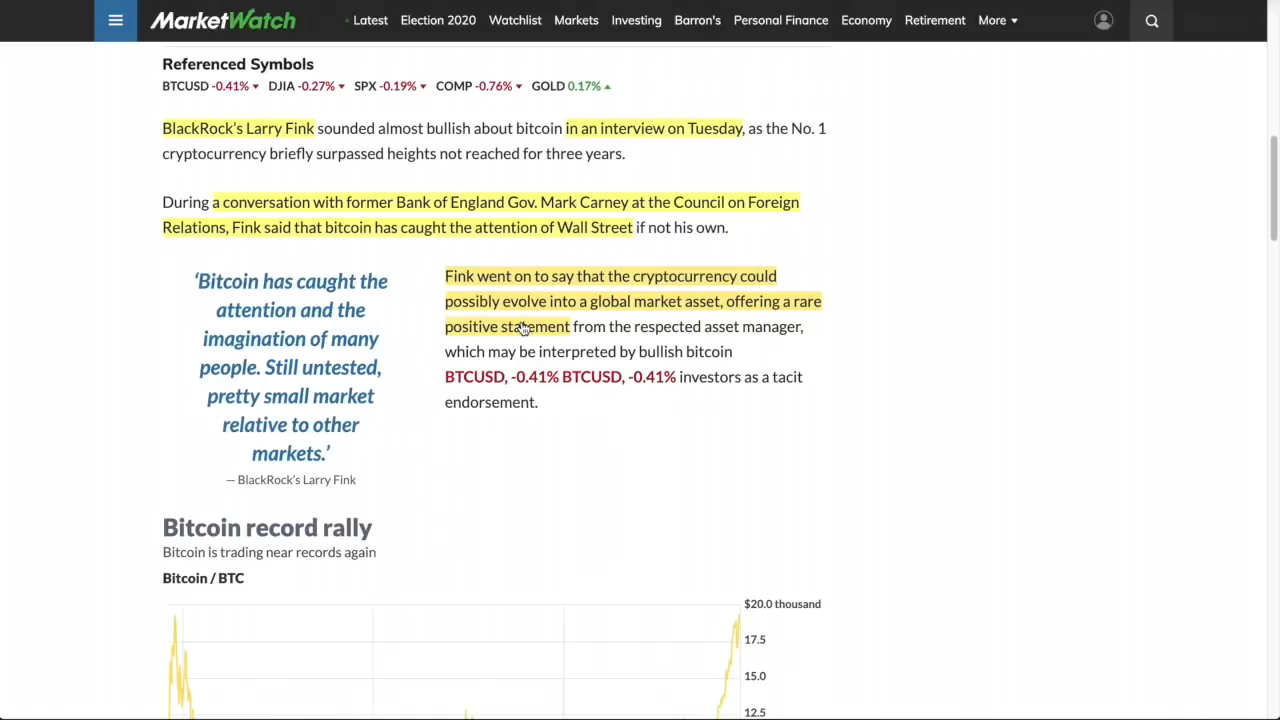 MarketWatch Latest Election 2020 Watchlist Markets Investing Barron's Personal Finance Economy Retirement More
Referenced Symbols
BTCUSD -0.41% DJIA -0.27% SPX -0.19% COMP -0.76% GOLD 0.17%
BlackRock's Larry Fink sounded almost bullish about bitcoin in an interview on Tuesday, as the No. 1
cryptocurrency briefly surpassed heights not reached for three years.
During a conversation with former Bank of England Gov. Mark Carney at the Council on Foreign
Relations, Fink said that bitcoin has caught the attention of Wall Street if not his own.
'Bitcoin has caught the
attention and the
imagination of many
people. Still untested,
pretty small market
relative to other
markets.'
— BlackRock's Larry Fink
Fink went on to say that the cryptocurrency could
possibly evolve into a global market asset, offering a rare
positive statement from the respected asset manager,
which may be interpreted by bullish bitcoin
BTCUSD, -0.41% BTCUSD, -0.41% investors as a tacit
endorsement.
Bitcoin record rally
Bitcoin is trading near records again
Bitcoin / BTC
$20.0 thousand
17.5
15.0
12.5